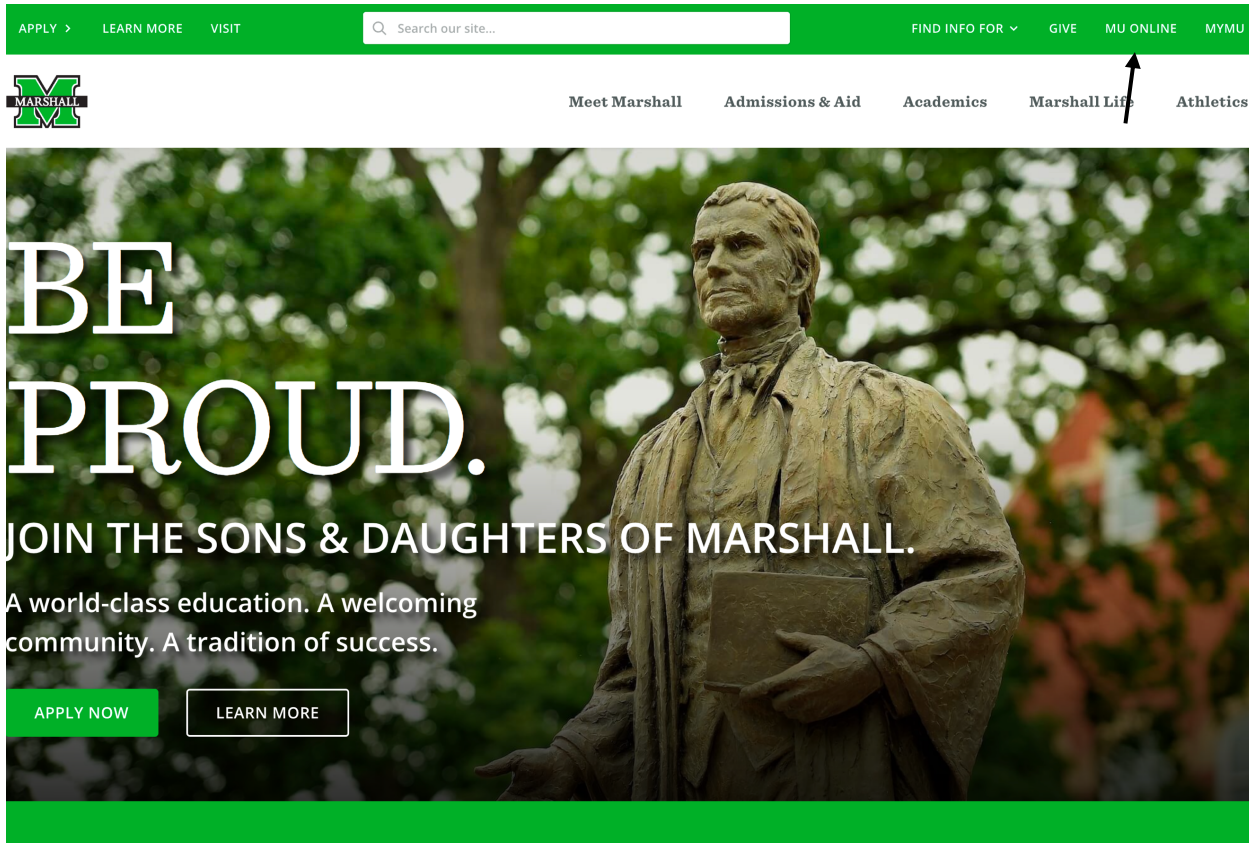 APPLY > LEARN MORE VISIT Search our site... FIND INFO FOR GIVE MU ONLINE MYMU
MARSHALL
Meet Marshall Admissions & Aid Academics Marshall Life Athletics
BE
PROUD.
JOIN THE SONS & DAUGHTERS OF MARSHALL.
A world-class education. A welcoming
community. A tradition of success.
APPLY NOW LEARN MORE